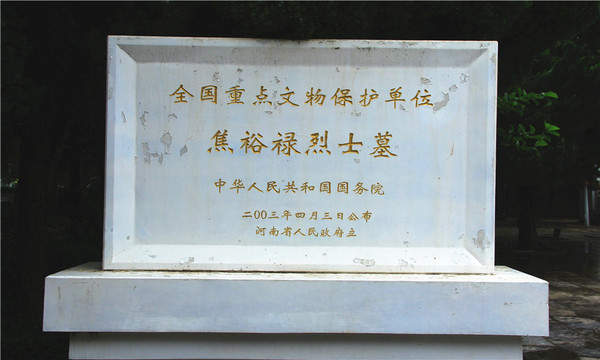 全国重点文物保护单位
焦裕禄烈士墓
中华人民共和国国务院
二00三年四月三日公布
河南省人民政府立